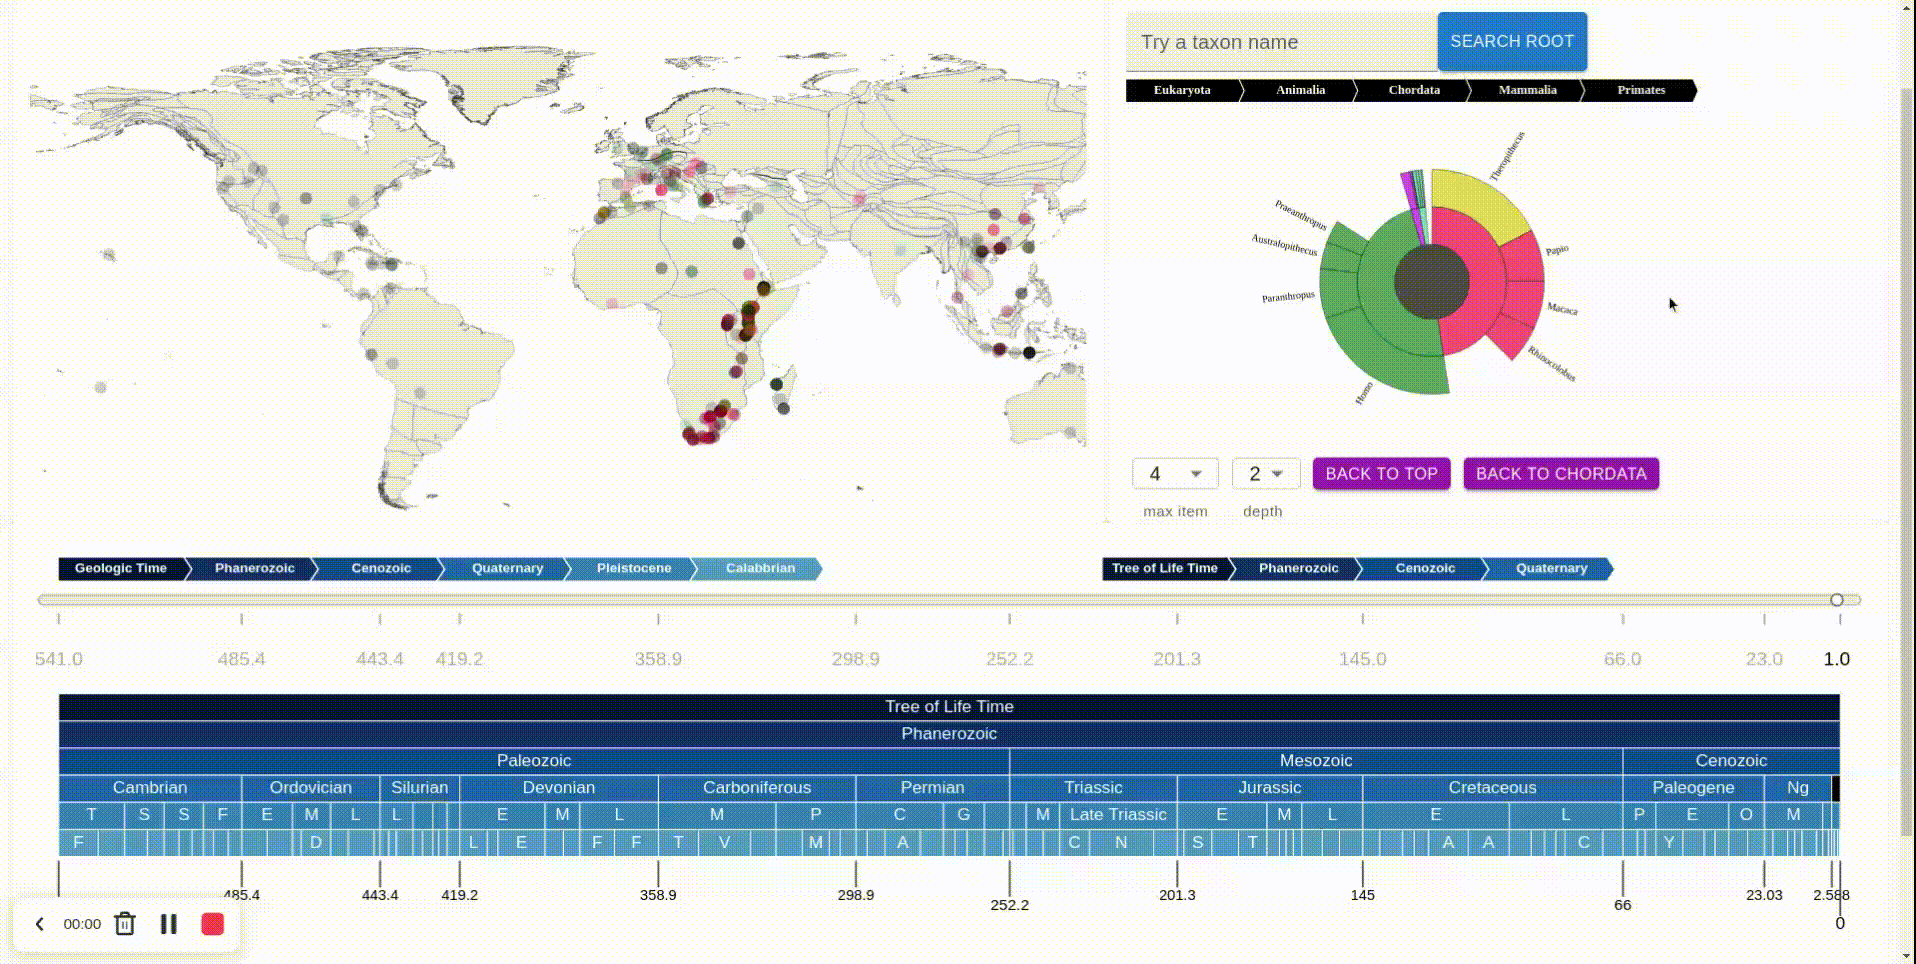 Try a taxon name
SEARCH ROOT
Eukaryota Animalia Chordata Mammalia Primates
Theropithecus
Praeanthropus
Australopithecus
Papio
Paranthropus
Macaca
Rhinocolobus
Homo
4 2 BACK TO TOP BACK TO CHORDATA
max item depth
Geologic Time Phanerozoic Cenozoic Quaternary Pleistocene Calabbrian
Tree of Life Time Phanerozoic Cenozoic Quaternary
541.0 485.4 443.4 419.2 358.9 298.9 252.2 201.3 145.0 66.0 23.0 1.0
Tree of Life Time
Phanerozoic
Paleozoic Mesozoic Cenozoic
Cambrian Ordovician Silurian Devonian Carboniferous Permian Triassic Jurassic Cretaceous Paleogene Ng
T S S F E M L L E M L M P C G M Late Triassic E M L E L P E O M
F D L E F F T V M A C N S T A A C Y
485.4 443.4 419.2 358.9 298.9 252.2 201.3 145 66 23.03 2.588
0
00:00